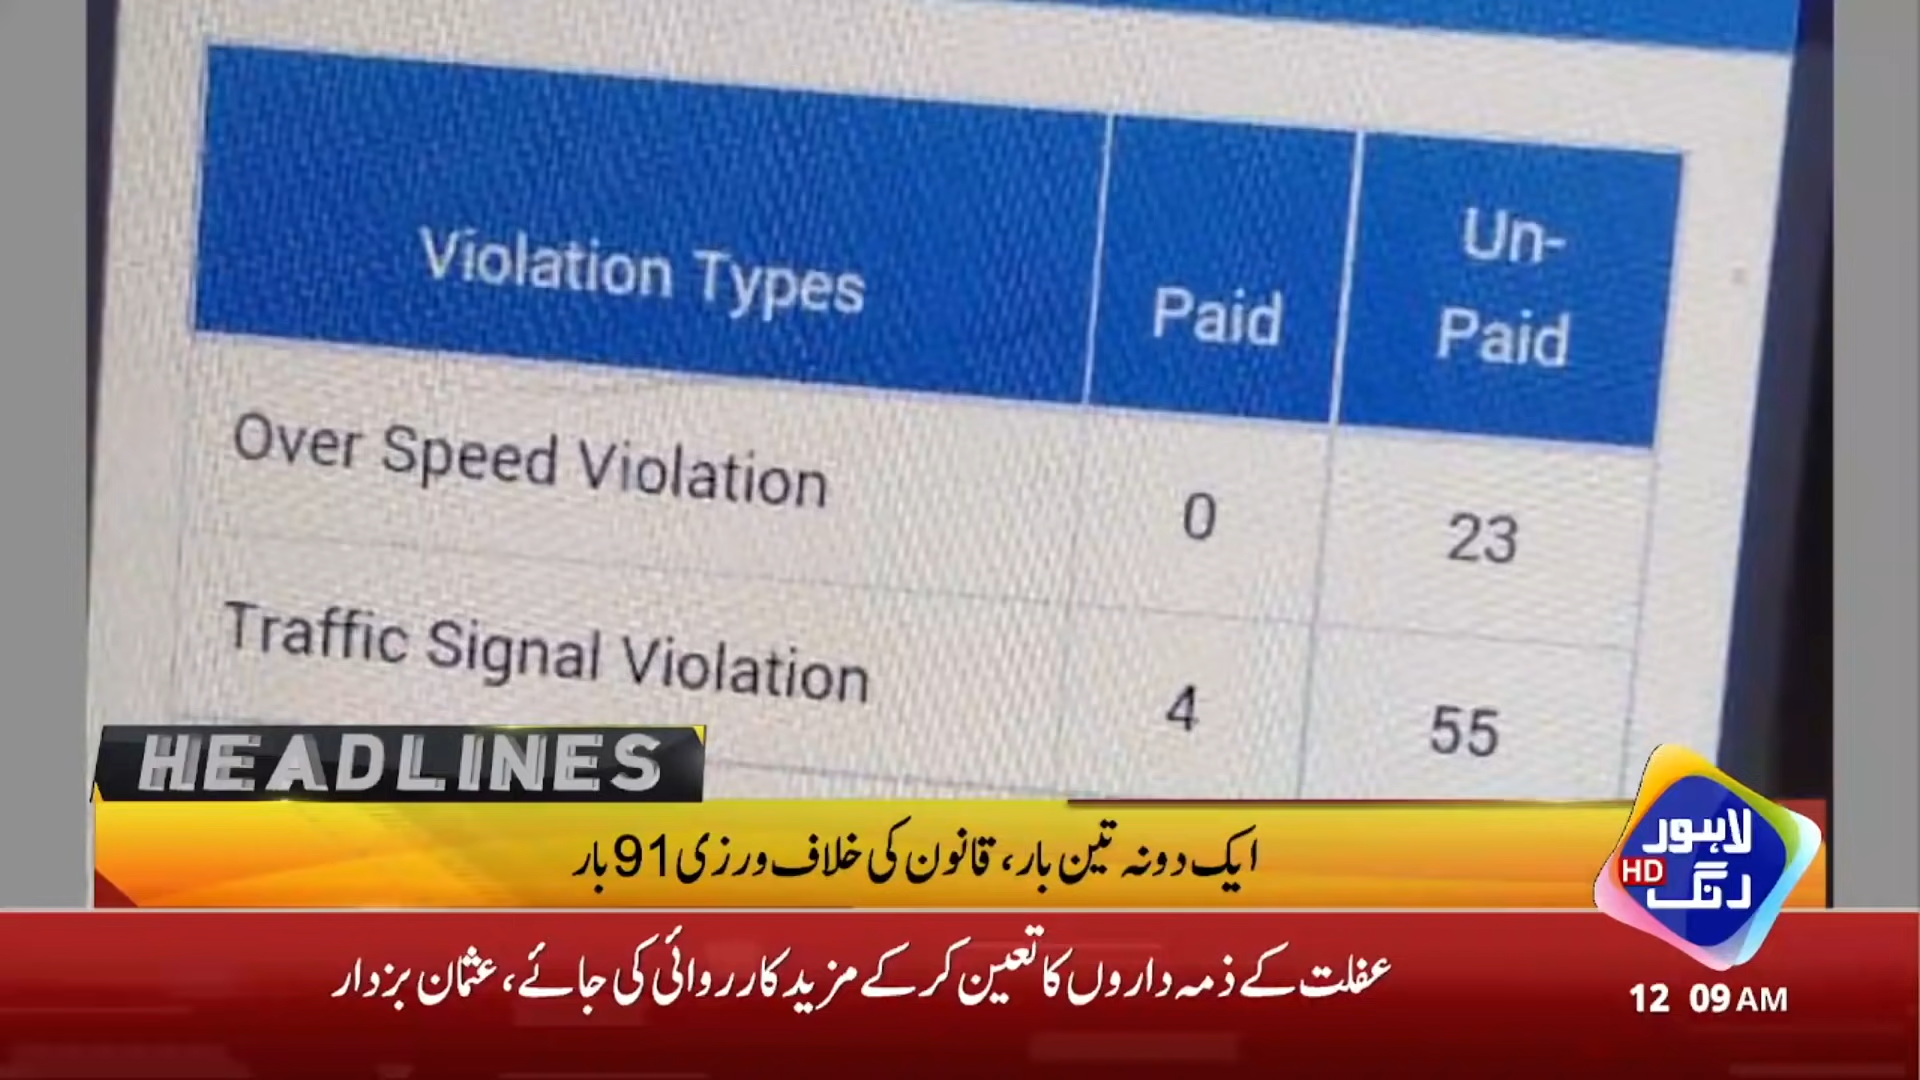 Violation Types
Paid
Un-
Paid
Over Speed Violation
0
23
Traffic Signal Violation
4
55
HEADLINES
ایک دو نہ تین بار، قانون کی خلاف ورزی 91 بار
لاہور
HD
رنگ
عفلت کے ذمہ داروں کا تعین کر کے مزید کارروائی کی جائے، عثمان بزدار
12 09 AM